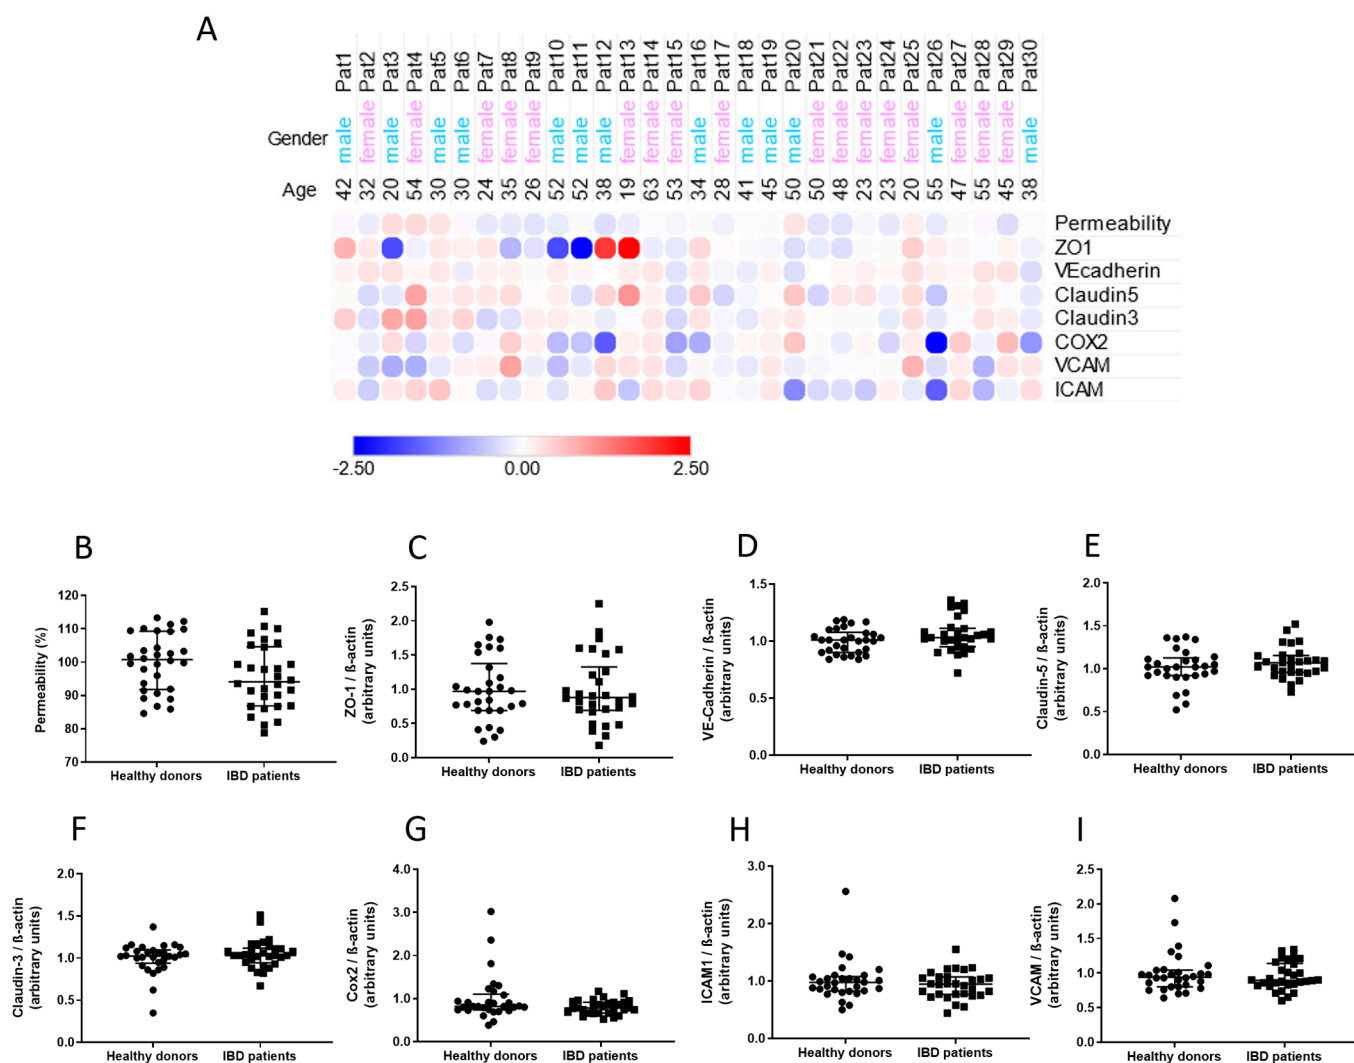 A
Pat1 Pat2 Pat3 Pat4 Pat5 Pat6 Pat7 Pat8 Pat9 Pat10 Pat11 Pat12 Pat13 Pat14 Pat15 Pat16 Pat17 Pat18 Pat19 Pat20 Pat21 Pat22 Pat23 Pat24 Pat25 Pat26 Pat27 Pat28 Pat29 Pat30
Gender male female male female male male female female female male male male female female female male female male male male female female female female female male female female female male
Age 42 32 20 54 30 30 24 35 26 52 52 38 19 63 53 34 28 41 45 50 50 48 23 23 20 55 47 55 45 38
Permeability
ZO1
VEcadherin
Claudin5
Claudin3
COX2
VCAM
ICAM
-2.50 0.00 2.50
B
Permeability (%)
120
110
100
90
80
70
Healthy donors IBD patients
C
ZO-1 / ß-actin
(arbitrary units)
2.5
2.0
1.5
1.0
0.5
0.0
Healthy donors IBD patients
D
VE-Cadherin / ß-actin
(arbitrary units)
1.5
1.0
0.5
0.0
Healthy donors IBD patients
E
Claudin-5 / ß-actin
(arbitrary units)
2.0
1.5
1.0
0.5
0.0
Healthy donors IBD patients
F
Claudin-3 / ß-actin
(arbitrary units)
2.0
1.5
1.0
0.5
0.0
Healthy donors IBD patients
G
Cox2 / ß-actin
(arbitrary units)
4.0
3.0
2.0
1.0
0.0
Healthy donors IBD patients
H
ICAM1 / ß-actin
(arbitrary units)
3.0
2.0
1.0
0.0
Healthy donors IBD patients
I
VCAM / ß-actin
(arbitrary units)
2.5
2.0
1.5
1.0
0.5
0.0
Healthy donors IBD patients